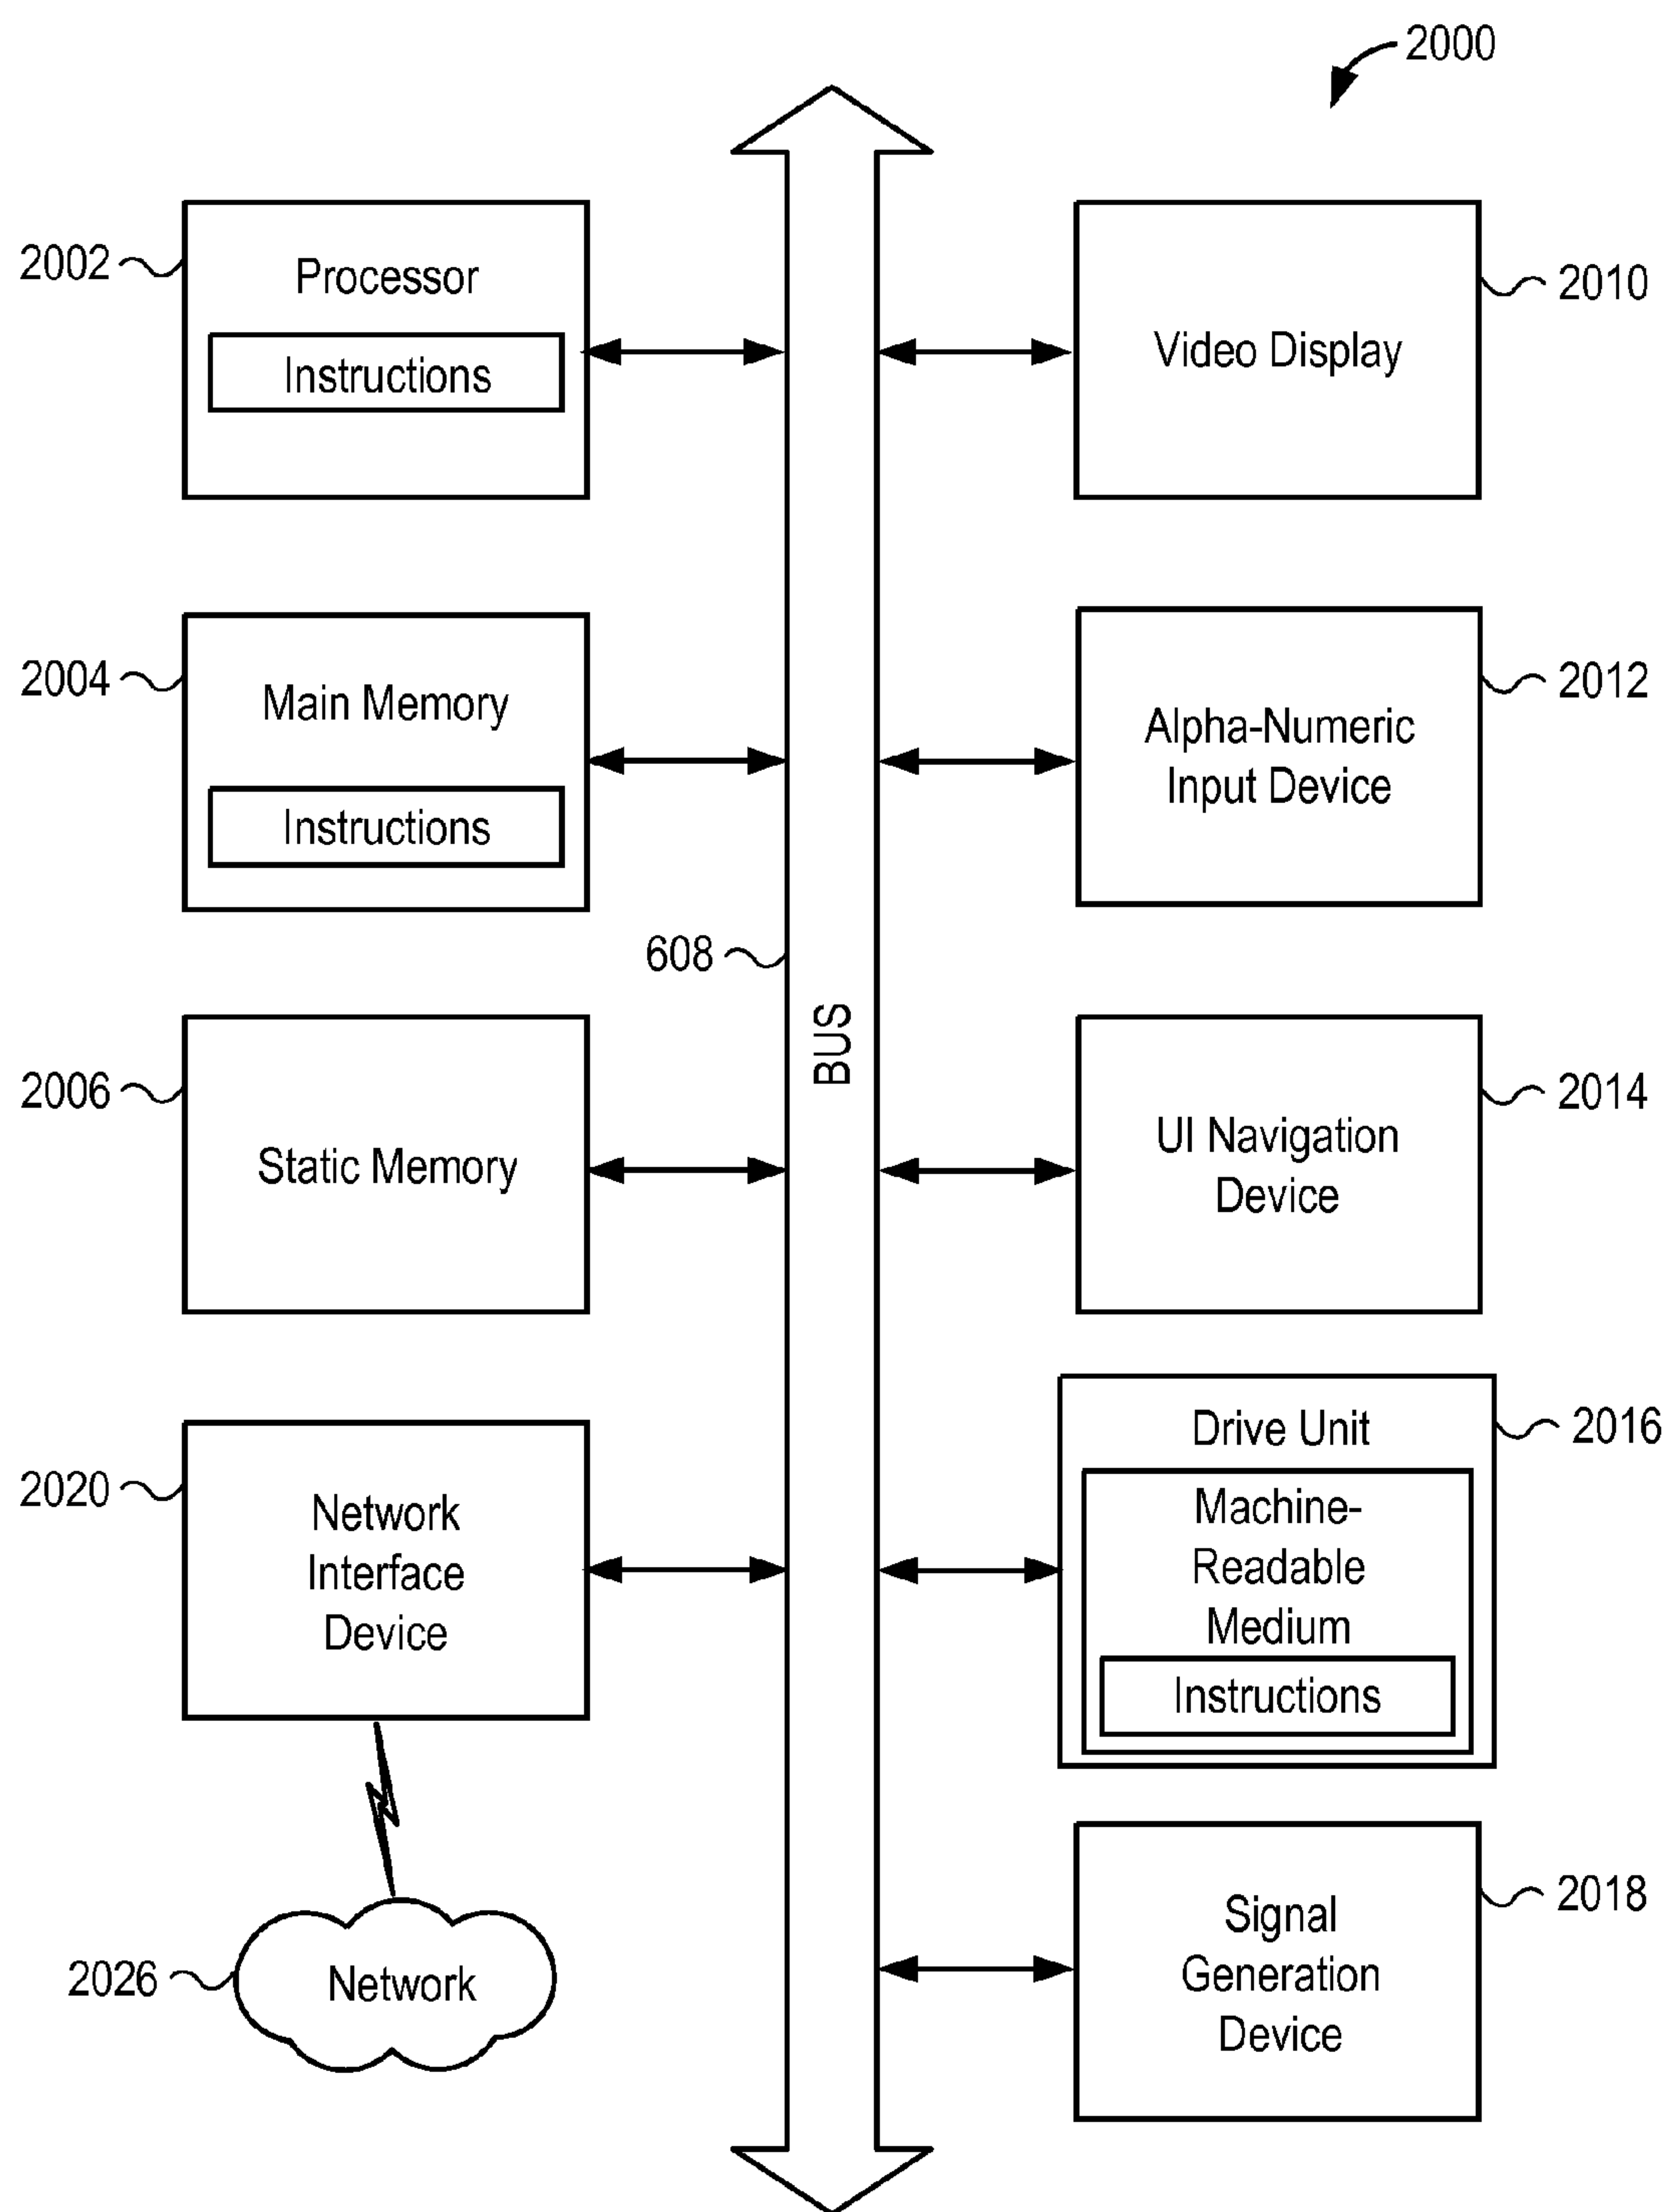 2000
2002
Processor
Instructions
2010
Video Display
2004
Main Memory
Instructions
2012
Alpha-Numeric
Input Device
608
BUS
2006
Static Memory
2014
UI Navigation
Device
2020
Network
Interface
Device
2016
Drive Unit
Machine-
Readable
Medium
Instructions
2026
Network
2018
Signal
Generation
Device